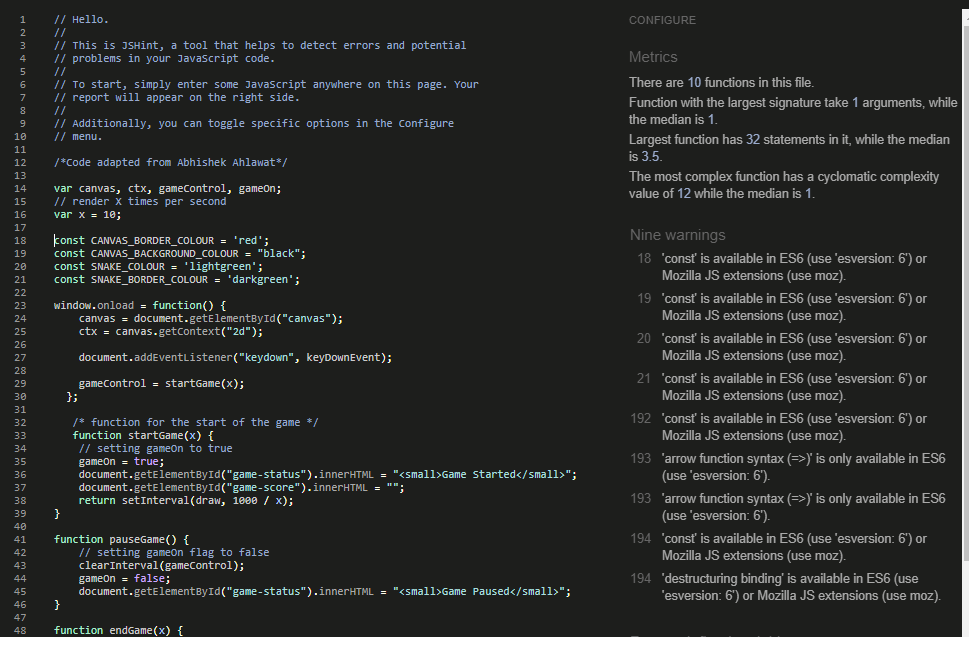 1 // Hello.
2 //
3 // This is JSHint, a tool that helps to detect errors and potential
4 // problems in your JavaScript code.
5 //
6 // To start, simply enter some JavaScript anywhere on this page. Your
7 // report will appear on the right side.
8 //
9 // Additionally, you can toggle specific options in the Configure
10 // menu.
11
12 /*Code adapted from Abhishek Ahlawat*/
13
14 var canvas, ctx, gameControl, gameOn;
15 // render X times per second
16 var x = 10;
17
18 const CANVAS_BORDER_COLOUR = 'red';
19 const CANVAS_BACKGROUND_COLOUR = "black";
20 const SNAKE_COLOUR = 'lightgreen';
21 const SNAKE_BORDER_COLOUR = 'darkgreen';
22
23 window.onload = function() {
24 canvas = document.getElementById("canvas");
25 ctx = canvas.getContext("2d");
26
27 document.addEventListener("keydown", keyDownEvent);
28
29 gameControl = startGame(x);
30 };
31
32 /* function for the start of the game */
33 function startGame(x) {
34 // setting gameOn to true
35 gameOn = true;
36 document.getElementById("game-status").innerHTML = "<small>Game Started</small>";
37 document.getElementById("game-score").innerHTML = "";
38 return setInterval(draw, 1000 / x);
39 }
40
41 function pauseGame() {
42 // setting gameOn flag to false
43 clearInterval(gameControl);
44 gameOn = false;
45 document.getElementById("game-status").innerHTML = "<small>Game Paused</small>";
46 }
47
48 function endGame(x) {
CONFIGURE
Metrics
There are 10 functions in this file.
Function with the largest signature take 1 arguments, while
the median is 1.
Largest function has 32 statements in it, while the median
is 3.5.
The most complex function has a cyclomatic complexity
value of 12 while the median is 1.
Nine warnings
18 'const' is available in ES6 (use 'esversion: 6') or
Mozilla JS extensions (use moz).
19 'const' is available in ES6 (use 'esversion: 6') or
Mozilla JS extensions (use moz).
20 'const' is available in ES6 (use 'esversion: 6') or
Mozilla JS extensions (use moz).
21 'const' is available in ES6 (use 'esversion: 6') or
Mozilla JS extensions (use moz).
192 'const' is available in ES6 (use 'esversion: 6') or
Mozilla JS extensions (use moz).
193 'arrow function syntax (=>)' is only available in ES6
(use 'esversion: 6').
193 'arrow function syntax (=>)' is only available in ES6
(use 'esversion: 6').
194 'const' is available in ES6 (use 'esversion: 6') or
Mozilla JS extensions (use moz).
194 'destructuring binding' is available in ES6 (use
'esversion: 6') or Mozilla JS extensions (use moz).